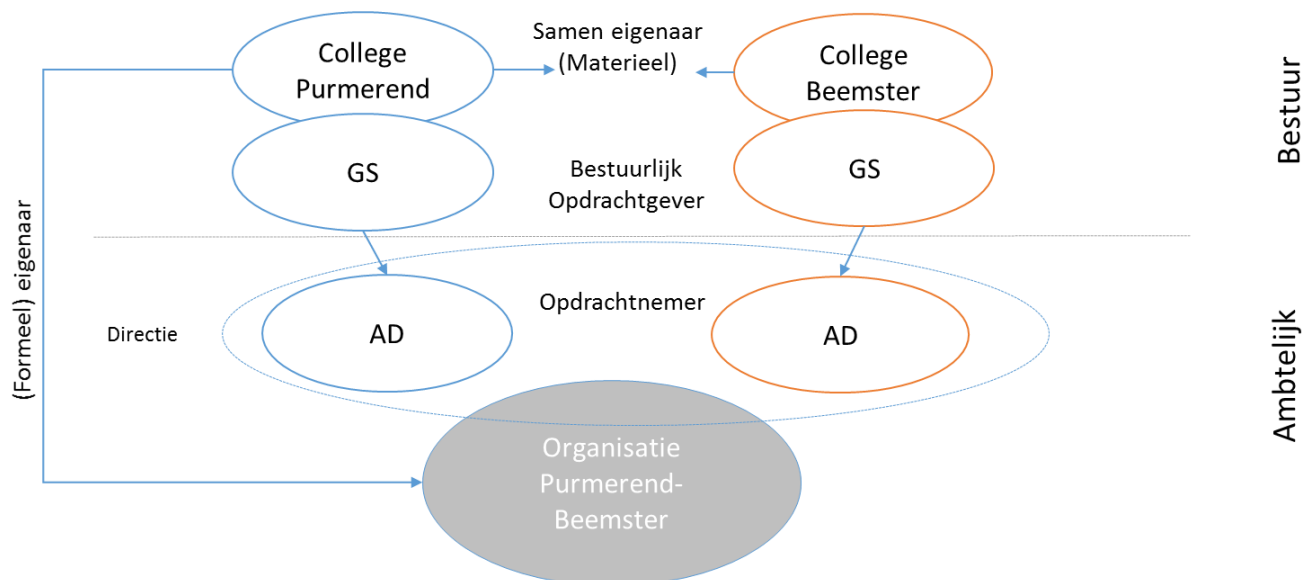 College
Purmerend
Samen eigenaar
(Materieel)
College
Beemster
Bestuur
GS
Bestuurlijk
Opdrachtgever
GS
(Formeel) eigenaar
Directie
AD
Opdrachtnemer
AD
Ambtelijk
Organisatie
Purmerend-
Beemster